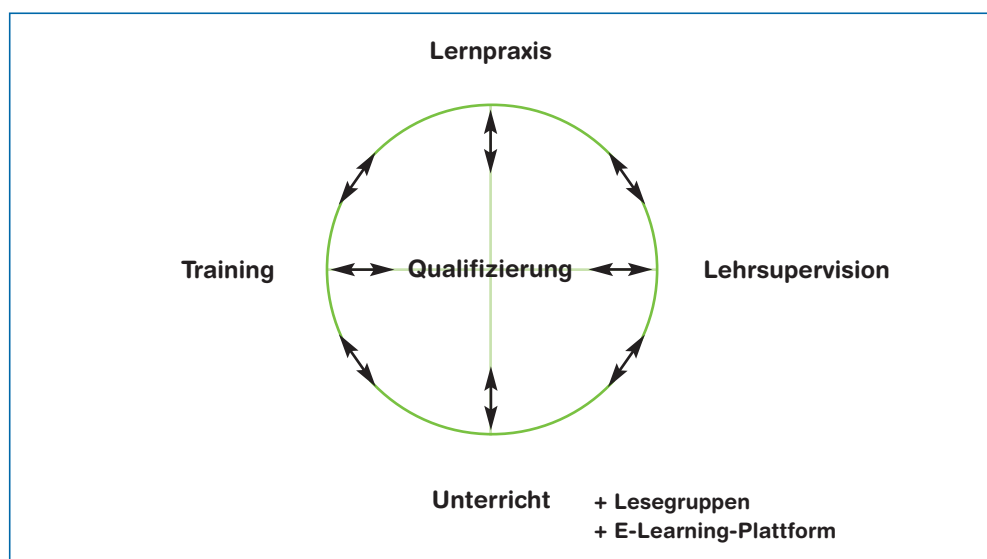 Lernpraxis
Training
Qualifizierung
Lehrsupervision
Unterricht
+ Lesegruppen
+ E-Learning-Plattform